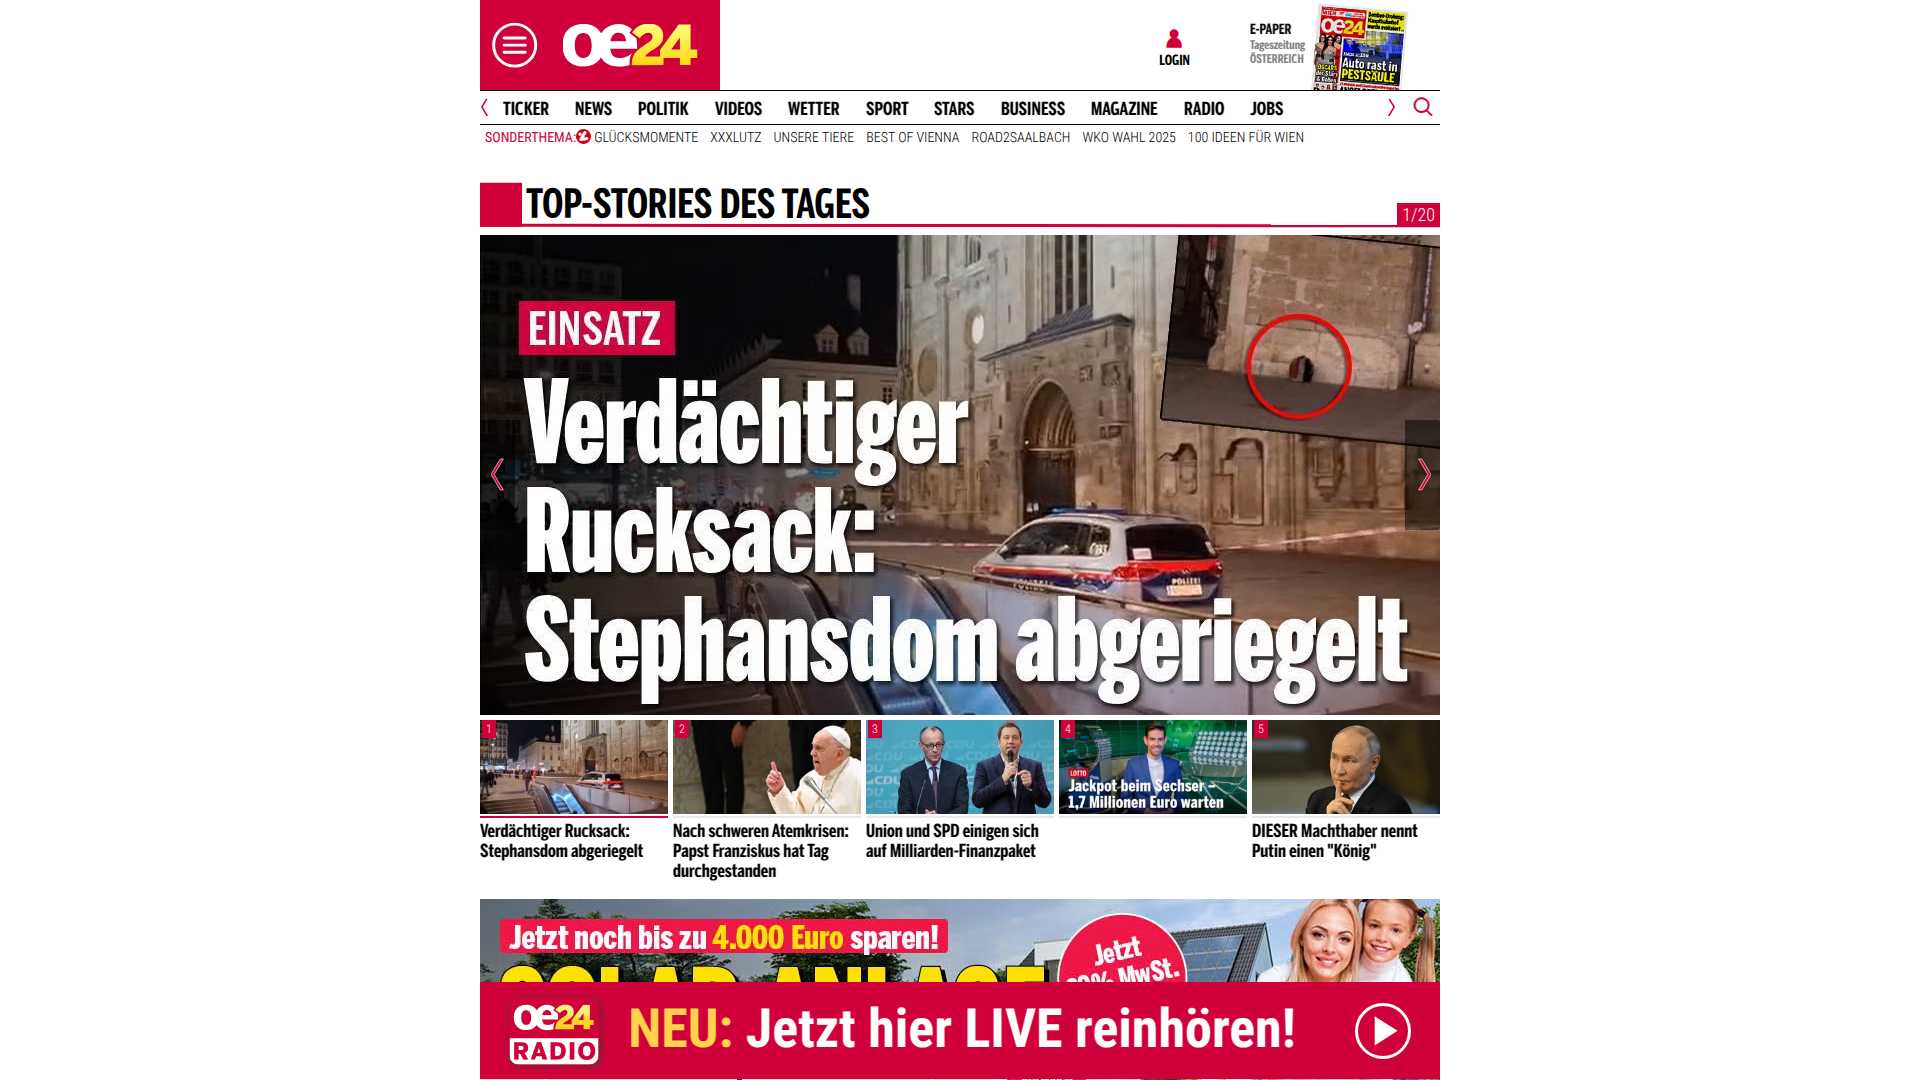 oe24
LOGIN
E-PAPER
Tageszeitung
ÖSTERREICH
oe24
Auto rast in
PESTSÄULE
TICKER NEWS POLITIK VIDEOS WETTER SPORT STARS BUSINESS MAGAZINE RADIO JOBS
SONDERTHEMA: GLÜCKSMOMENTE XXXLUTZ UNSERE TIERE BEST OF VIENNA ROAD2SAALBACH WKO WAHL 2025 100 IDEEN FÜR WIEN
TOP-STORIES DES TAGES
1/20
EINSATZ
Verdächtiger
Rucksack:
Stephansdom abgeriegelt
POLIZEI
1
2
3
4
5
CDU
LOTTO
Jackpot beim Sechser –
1,7 Millionen Euro warten
Verdächtiger Rucksack:
Stephansdom abgeriegelt
Nach schweren Atemkrisen:
Papst Franziskus hat Tag
durchgestanden
Union und SPD einigen sich
auf Milliarden-Finanzpaket
DIESER Machthaber nennt
Putin einen "König"
Jetzt noch bis zu 4.000 Euro sparen!
SOLAR-ANLAGE
Jetzt
MwSt.
oe24
RADIO
NEU: Jetzt hier LIVE reinhören!